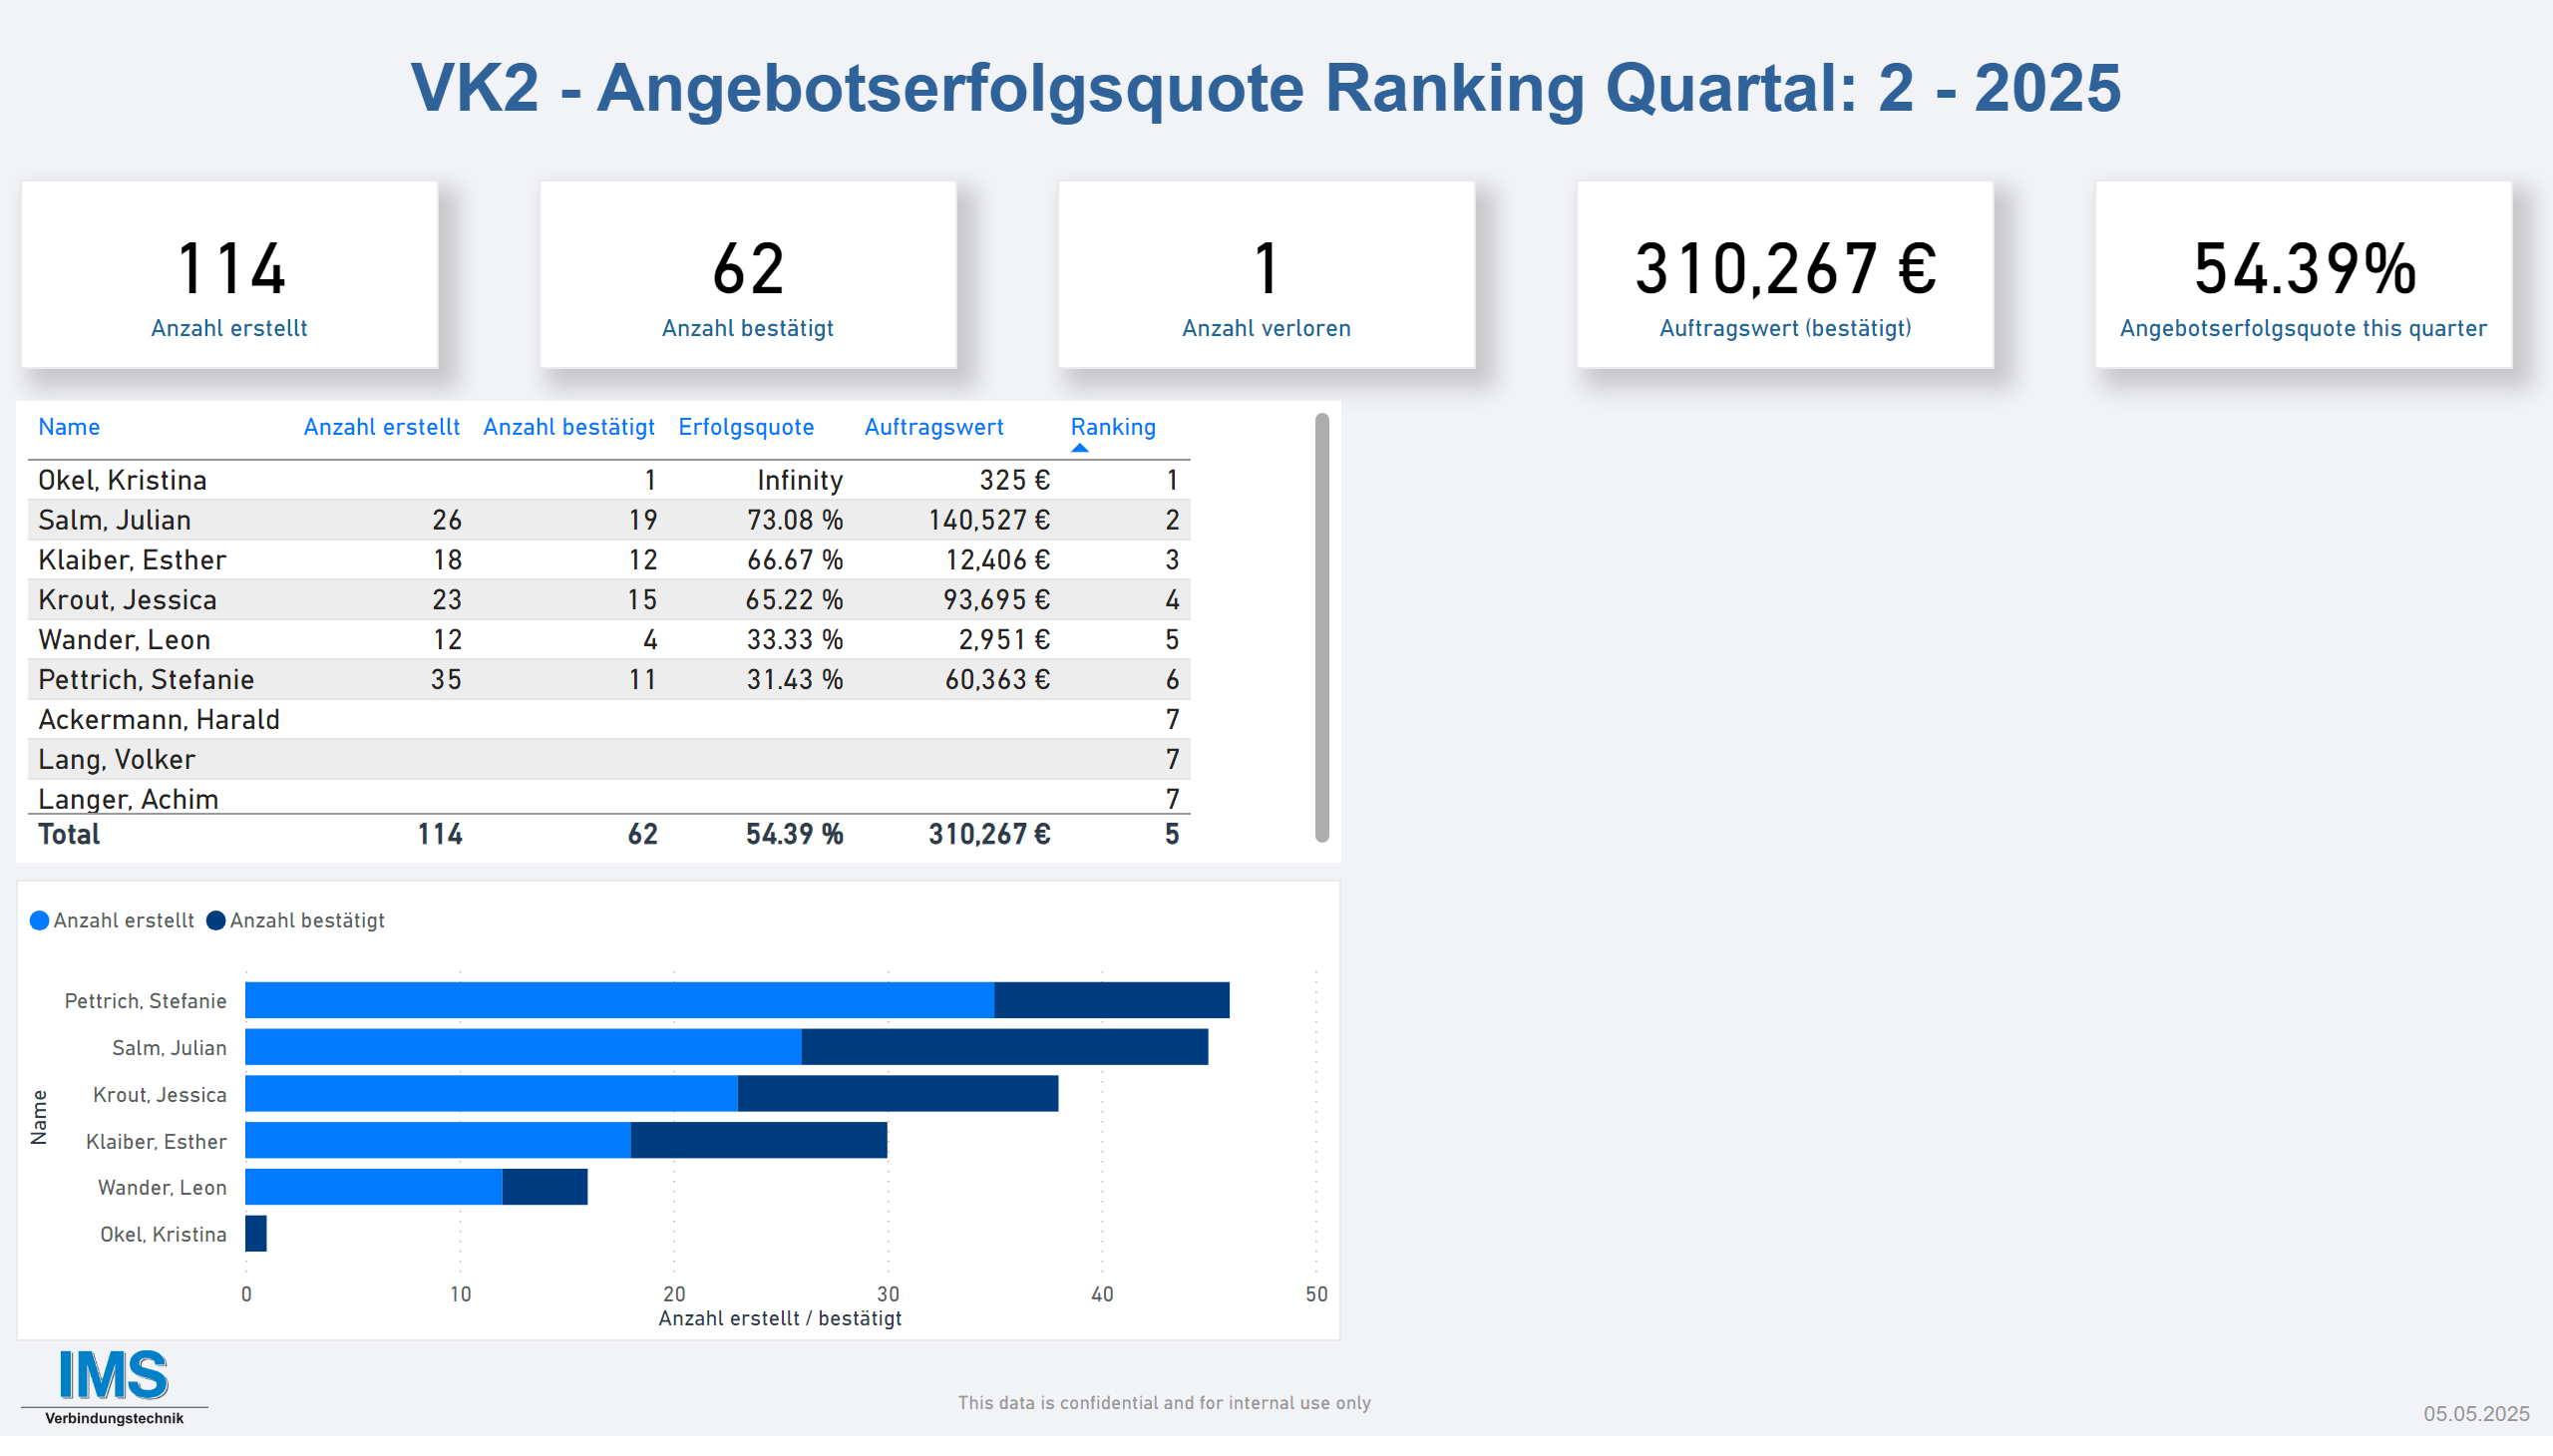 VK2 - Angebotserfolgsquote Ranking Quartal: 2 - 2025
114
Anzahl erstellt
62
Anzahl bestätigt
1
Anzahl verloren
310,267 €
Auftragswert (bestätigt)
54.39%
Angebotserfolgsquote this quarter
Name Anzahl erstellt Anzahl bestätigt Erfolgsquote Auftragswert Ranking
Okel, Kristina 1 Infinity 325 € 1
Salm, Julian 26 19 73.08 % 140,527 € 2
Klaiber, Esther 18 12 66.67 % 12,406 € 3
Krout, Jessica 23 15 65.22 % 93,695 € 4
Wander, Leon 12 4 33.33 % 2,951 € 5
Pettrich, Stefanie 35 11 31.43 % 60,363 € 6
Ackermann, Harald 7
Lang, Volker 7
Langer, Achim 7
Total 114 62 54.39 % 310,267 € 5
Anzahl erstellt Anzahl bestätigt
Name
Pettrich, Stefanie
Salm, Julian
Krout, Jessica
Klaiber, Esther
Wander, Leon
Okel, Kristina
0 10 20 30 40 50
Anzahl erstellt / bestätigt
IMS
Verbindungstechnik
This data is confidential and for internal use only
05.05.2025